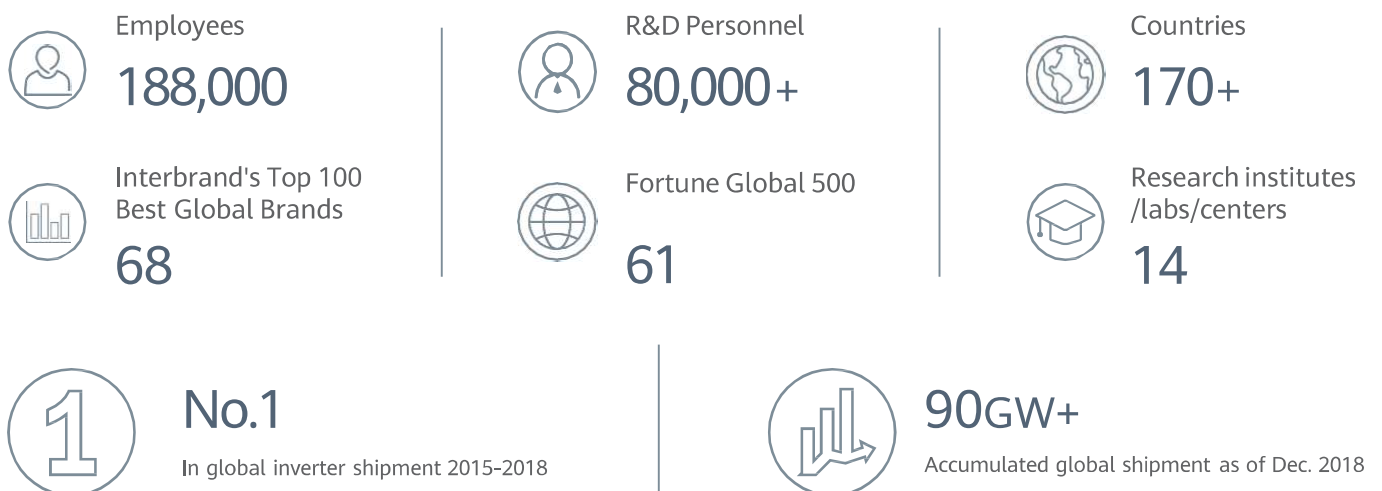 Employees
188,000
R&D Personnel
80,000+
Countries
170+
Interbrand's Top 100
Best Global Brands
68
Fortune Global 500
61
Research institutes
/labs/centers
14
1
No.1
In global inverter shipment 2015-2018
90GW+
Accumulated global shipment as of Dec. 2018